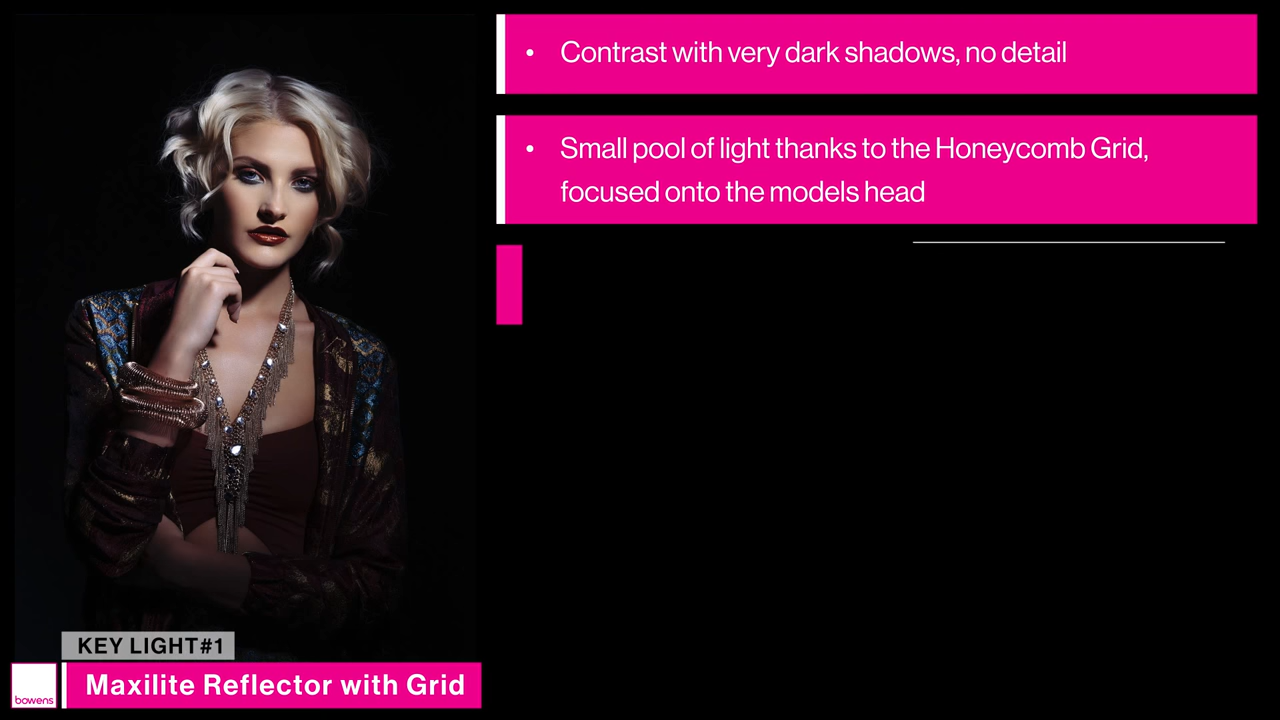 • Contrast with very dark shadows, no detail
• Small pool of light thanks to the Honeycomb Grid,
focused onto the models head
KEY LIGHT#1
Maxilite Reflector with Grid
bowens